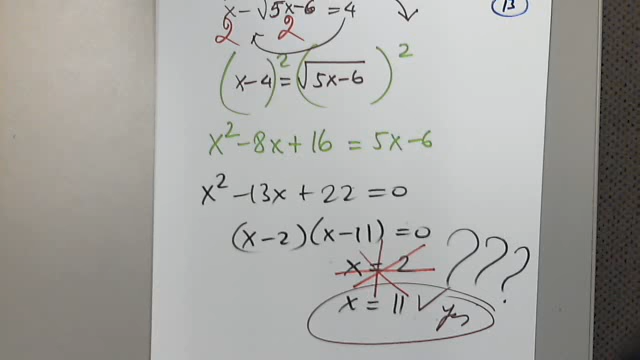 x - √5x-6 = 4
13
2 2
(x-4)² = (√5x-6)²
x² - 8x + 16 = 5x - 6
x² - 13x + 22 = 0
(x-2)(x-11) = 0
x = 2 ???
x = 11 ✓ yes